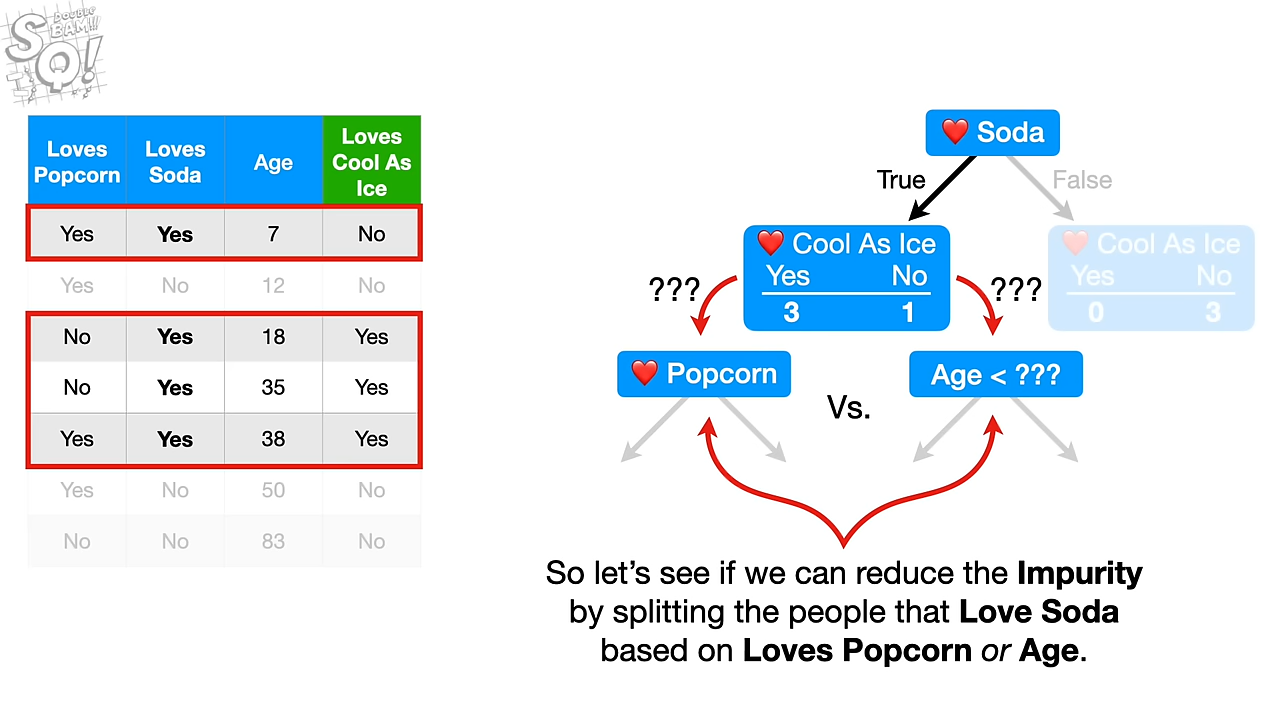 DOUBLE
BAM!!!
SQ!
Loves Popcorn
Loves Soda
Age
Loves Cool As Ice
Yes Yes 7 No
Yes No 12 No
No Yes 18 Yes
No Yes 35 Yes
Yes Yes 38 Yes
Yes No 50 No
No No 83 No
❤️ Soda
True
False
❤️ Cool As Ice
Yes No
3 1
❤️ Cool As Ice
Yes No
0 3
???
???
❤️ Popcorn
Vs.
Age < ???
So let’s see if we can reduce the Impurity
by splitting the people that Love Soda
based on Loves Popcorn or Age.